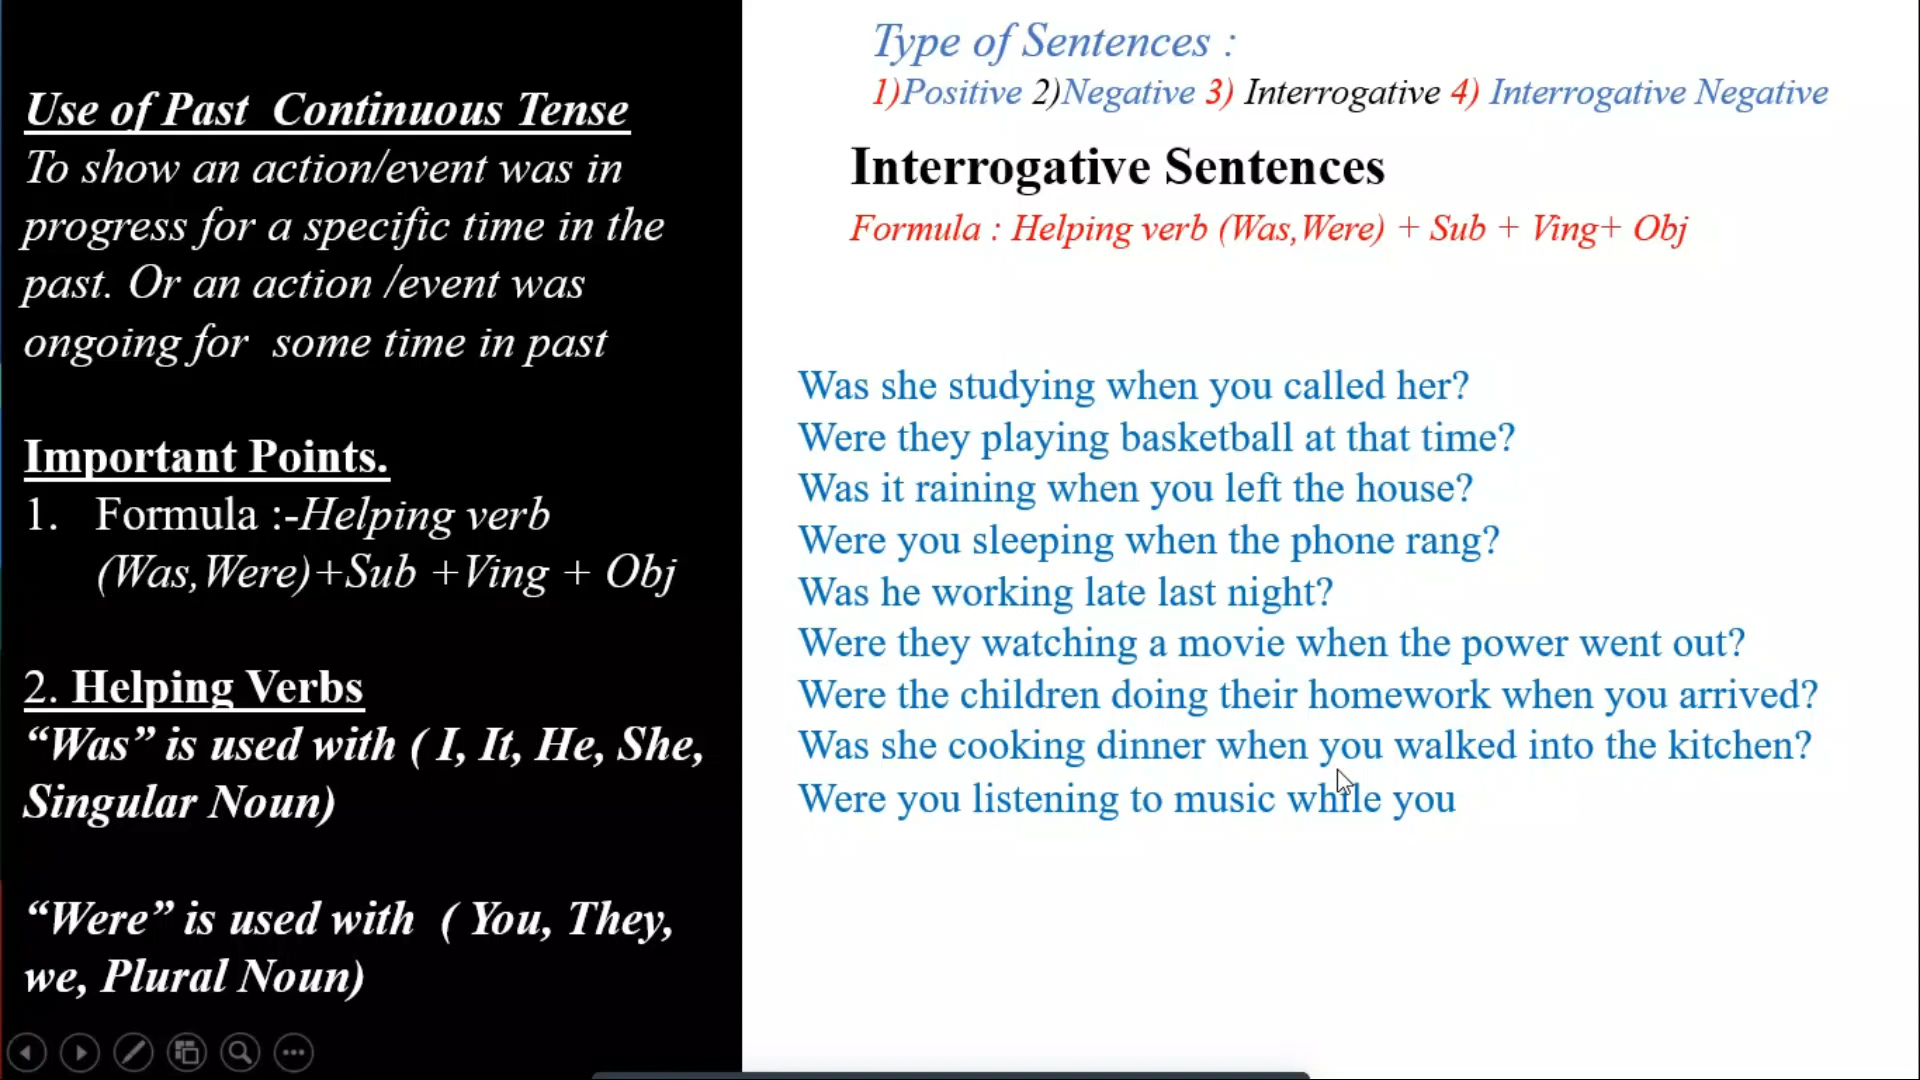 Use of Past Continuous Tense
To show an action/event was in
progress for a specific time in the
past. Or an action /event was
ongoing for some time in past
Important Points.
1. Formula :-Helping verb
(Was,Were)+Sub +Ving + Obj
2. Helping Verbs
“Was” is used with ( I, It, He, She,
Singular Noun)
“Were” is used with ( You, They,
we, Plural Noun)
Type of Sentences :
1)Positive 2)Negative 3) Interrogative 4) Interrogative Negative
Interrogative Sentences
Formula : Helping verb (Was,Were) + Sub + Ving+ Obj
Was she studying when you called her?
Were they playing basketball at that time?
Was it raining when you left the house?
Were you sleeping when the phone rang?
Was he working late last night?
Were they watching a movie when the power went out?
Were the children doing their homework when you arrived?
Was she cooking dinner when you walked into the kitchen?
Were you listening to music while you